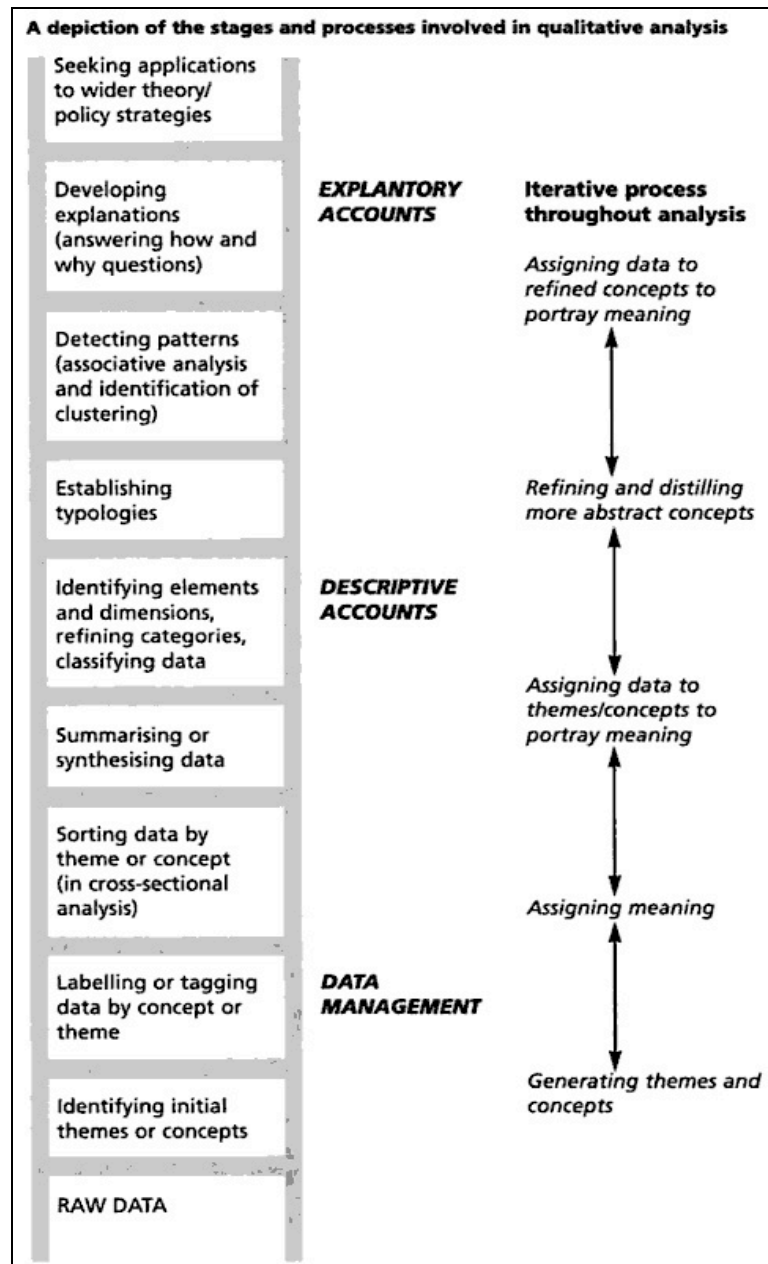 A depiction of the stages and processes involved in qualitative analysis
Seeking applications
to wider theory/
policy strategies
Developing
explanations
(answering how and
why questions)
Detecting patterns
(associative analysis
and identification of
clustering)
Establishing
typologies
Identifying elements
and dimensions,
refining categories,
classifying data
Summarising or
synthesising data
Sorting data by
theme or concept
(in cross-sectional
analysis)
Labelling or tagging
data by concept or
theme
Identifying initial
themes or concepts
RAW DATA
EXPLANTORY
ACCOUNTS
DESCRIPTIVE
ACCOUNTS
DATA
MANAGEMENT
Iterative process
throughout analysis
Assigning data to
refined concepts to
portray meaning
Refining and distilling
more abstract concepts
Assigning data to
themes/concepts to
portray meaning
Assigning meaning
Generating themes and
concepts